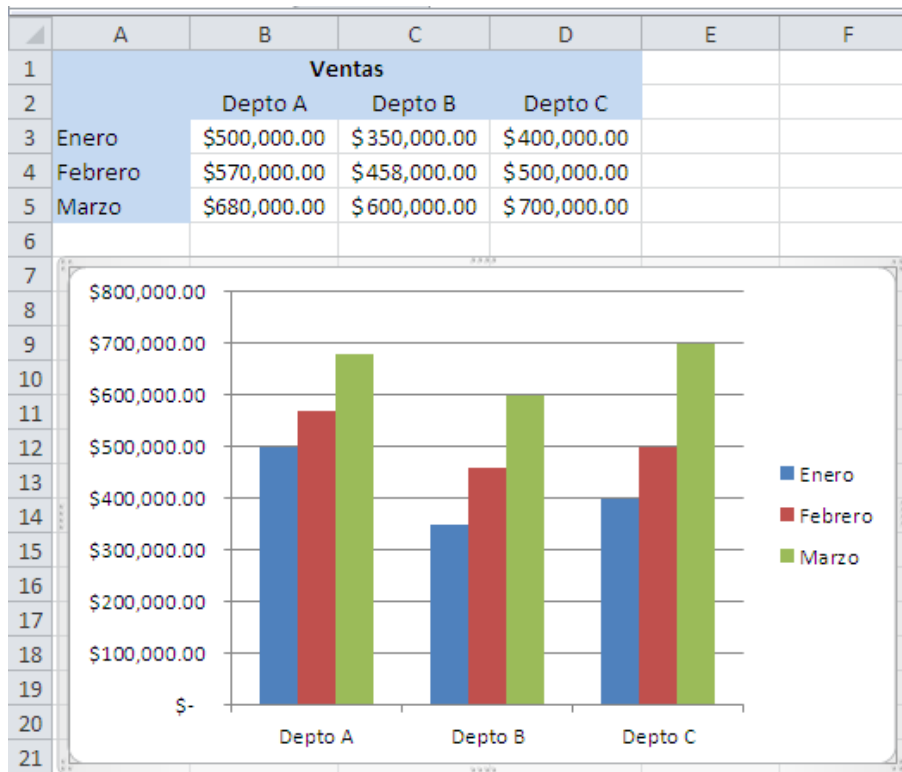 A B C D E F
1 Ventas
2 Depto A Depto B Depto C
3 Enero $500,000.00 $350,000.00 $400,000.00
4 Febrero $570,000.00 $458,000.00 $500,000.00
5 Marzo $680,000.00 $600,000.00 $700,000.00
6
7
8
9
10
11
12
13
14
15
16
17
18
19
20
21
$800,000.00
$700,000.00
$600,000.00
$500,000.00
$400,000.00
$300,000.00
$200,000.00
$100,000.00
$-
Depto A Depto B Depto C
Enero
Febrero
Marzo